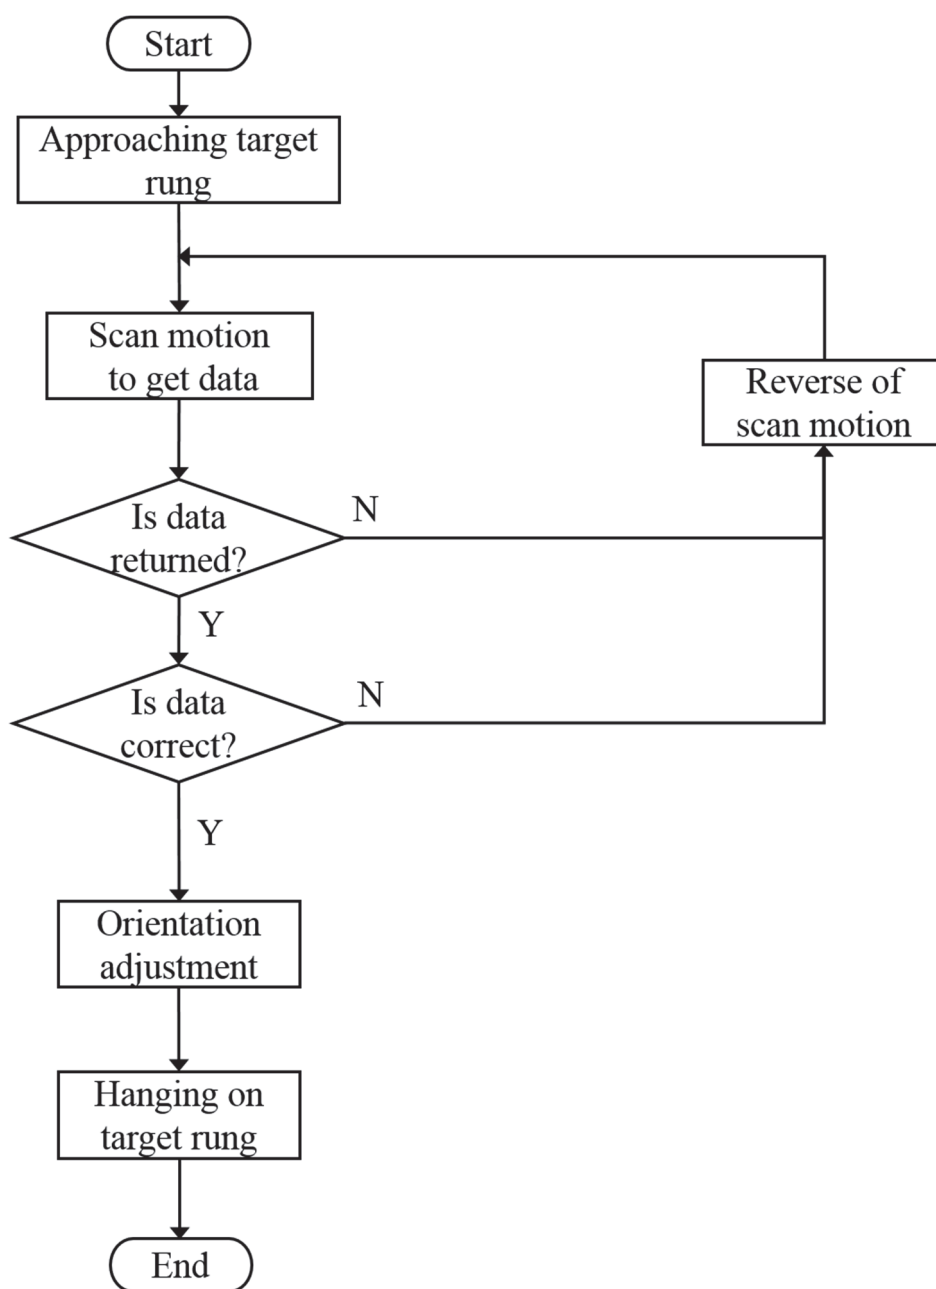 Start
Approaching target
rung
Scan motion
to get data
Reverse of
scan motion
Is data
returned?
N
Y
Is data
correct?
N
Y
Orientation
adjustment
Hanging on
target rung
End